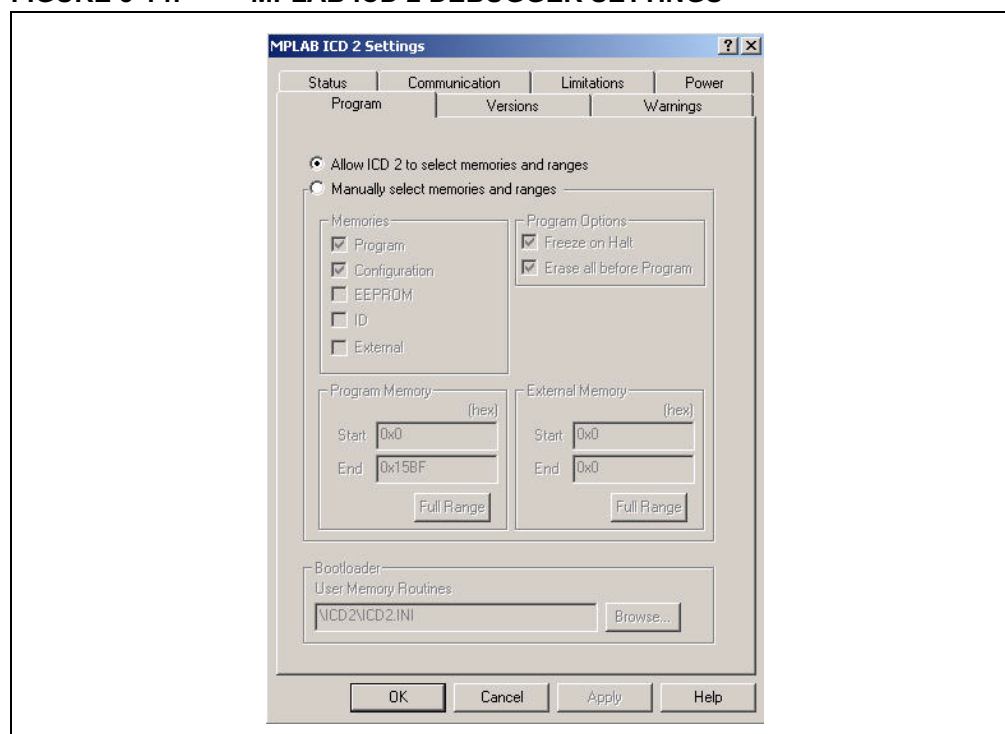 MPLAB ICD 2 Settings
Status Communication Limitations Power
Program Versions Warnings
Allow ICD 2 to select memories and ranges
Manually select memories and ranges
Memories
Program
Configuration
EEPROM
ID
External
Program Options
Freeze on Halt
Erase all before Program
Program Memory
(hex)
Start 0x0
End 0x15BF
Full Range
External Memory
(hex)
Start 0x0
End 0x0
Full Range
Bootloader
User Memory Routines
\ICD2\ICD2.INI Browse...
OK Cancel Apply Help